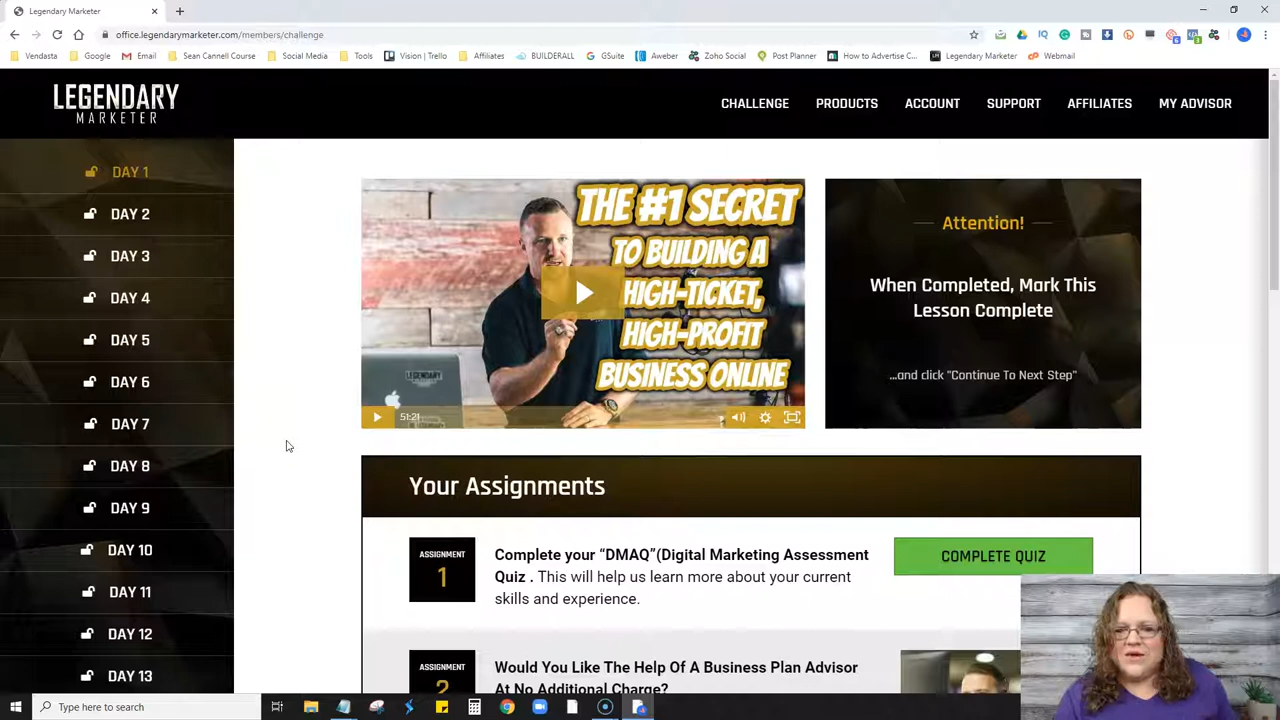 Legendary Marketer
office.legendarymarketer.com/members/challenge
Vendasta Google Email Sean Cannell Course Social Media Tools Vision | Trello Affiliates BUILDERALL GSuite Aweber Zoho Social Post Planner How to Advertise C... Legendary Marketer Webmail
LEGENDARY
MARKETER
CHALLENGE PRODUCTS ACCOUNT SUPPORT AFFILIATES MY ADVISOR
DAY 1
DAY 2
DAY 3
DAY 4
DAY 5
DAY 6
DAY 7
DAY 8
DAY 9
DAY 10
DAY 11
DAY 12
DAY 13
THE #1 SECRET
TO BUILDING A
HIGH-TICKET,
HIGH-PROFIT
BUSINESS ONLINE
LEGENDARY
51:21
Attention!
When Completed, Mark This
Lesson Complete
...and click "Continue To Next Step"
Your Assignments
ASSIGNMENT
1
Complete your “DMAQ”(Digital Marketing Assessment
Quiz . This will help us learn more about your current
skills and experience.
COMPLETE QUIZ
ASSIGNMENT
2
Would You Like The Help Of A Business Plan Advisor
At No Additional Charge?
Type here to search